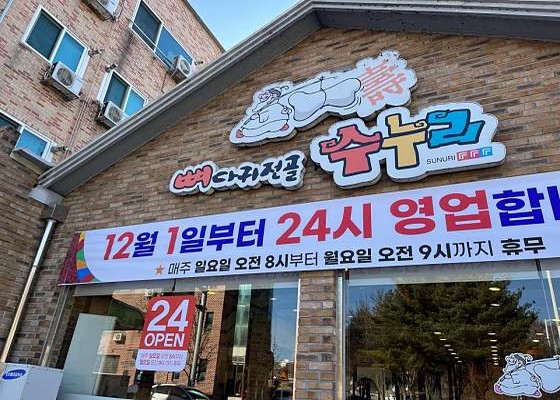 壽
뼈다귀전골 수누리
SUNURI
12월 1일부터 24시 영업합니
★ 매주 일요일 오전 8시부터 월요일 오전 9시까지 휴무
24
OPEN
SAMSUNG